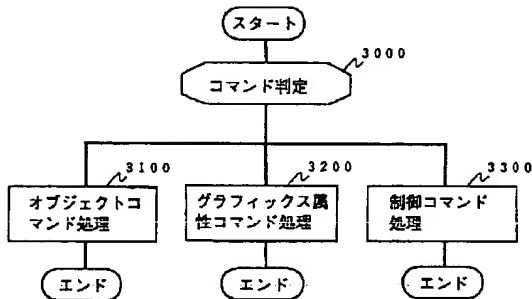 スタート
3000
コマンド判定
3100
3200
3300
オブジェクトコ
マンド処理
グラフィックス属
性コマンド処理
制御コマンド
処理
エンド
エンド
エンド